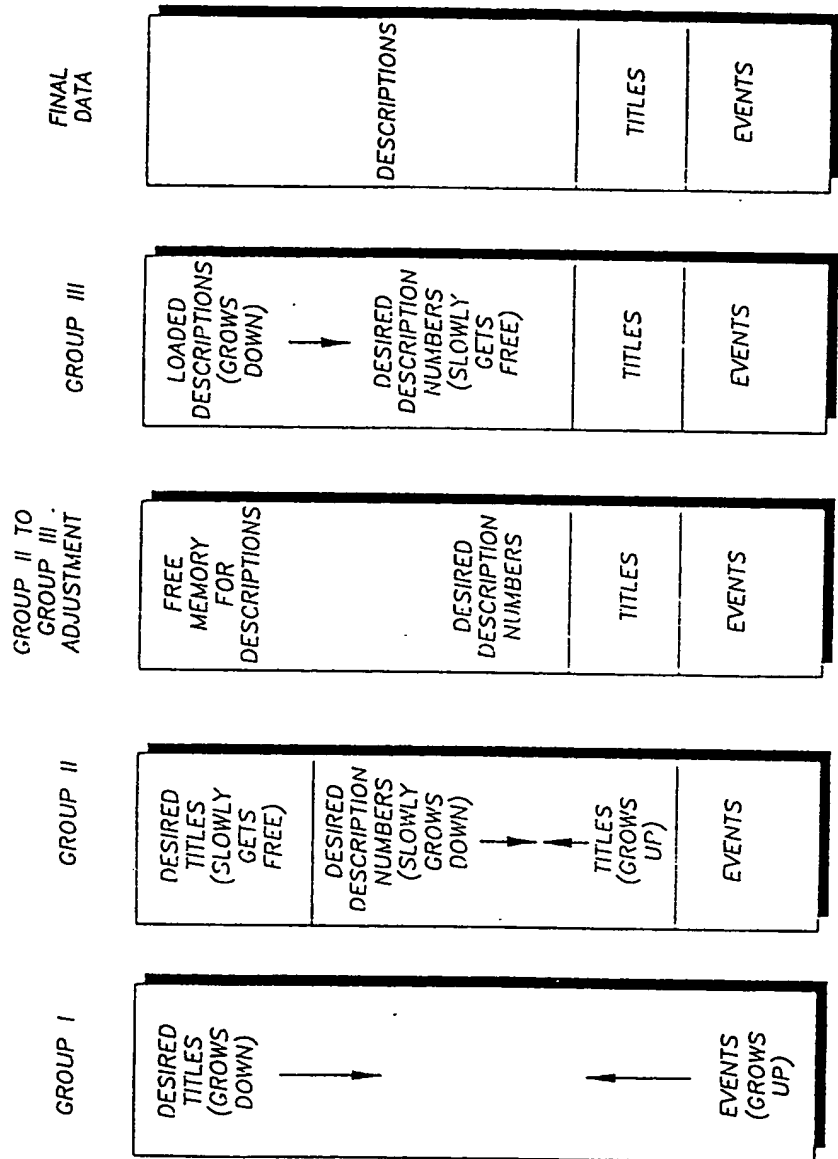 GROUP I
DESIRED
TITLES
(GROWS
DOWN)
EVENTS
(GROWS
UP)
GROUP II
DESIRED
TITLES
(SLOWLY
GETS
FREE)
DESIRED
DESCRIPTION
NUMBERS
(SLOWLY
GROWS
DOWN)
TITLES
(GROWS
UP)
EVENTS
GROUP II TO
GROUP III
ADJUSTMENT
FREE
MEMORY
FOR
DESCRIPTIONS
DESIRED
DESCRIPTION
NUMBERS
TITLES
EVENTS
GROUP III
LOADED
DESCRIPTIONS
(GROWS
DOWN)
DESIRED
DESCRIPTION
NUMBERS
(SLOWLY
GETS
FREE)
TITLES
EVENTS
FINAL
DATA
DESCRIPTIONS
TITLES
EVENTS